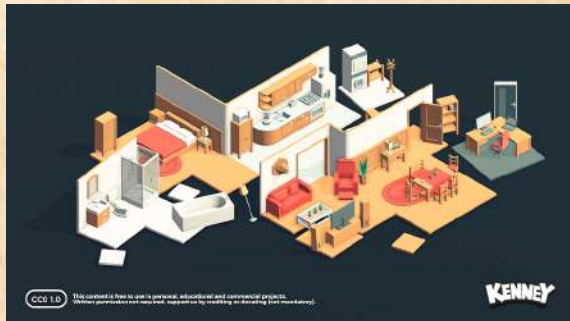 CC0 1.0
This content is free to use in personal, educational and commercial projects.
Written permission not required, support us by crediting or donating (not mandatory).
KENNEY